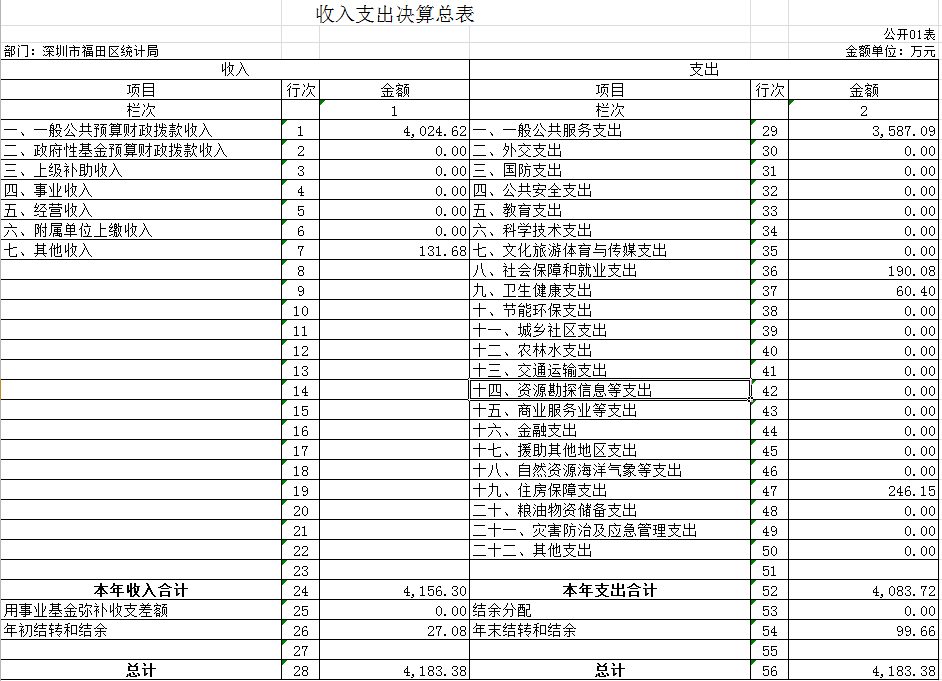 收入支出决算总表
公开01表
部门：深圳市福田区统计局 金额单位：万元
收入 支出
项目 行次 金额 项目 行次 金额
栏次 1 栏次 2
一、一般公共预算财政拨款收入 1 4,024.62 一、一般公共服务支出 29 3,587.09
二、政府性基金预算财政拨款收入 2 0.00 二、外交支出 30 0.00
三、上级补助收入 3 0.00 三、国防支出 31 0.00
四、事业收入 4 0.00 四、公共安全支出 32 0.00
五、经营收入 5 0.00 五、教育支出 33 0.00
六、附属单位上缴收入 6 0.00 六、科学技术支出 34 0.00
七、其他收入 7 131.68 七、文化旅游体育与传媒支出 35 0.00
8 八、社会保障和就业支出 36 190.08
9 九、卫生健康支出 37 60.40
10 十、节能环保支出 38 0.00
11 十一、城乡社区支出 39 0.00
12 十二、农林水支出 40 0.00
13 十三、交通运输支出 41 0.00
14 十四、资源勘探信息等支出 42 0.00
15 十五、商业服务业等支出 43 0.00
16 十六、金融支出 44 0.00
17 十七、援助其他地区支出 45 0.00
18 十八、自然资源海洋气象等支出 46 0.00
19 十九、住房保障支出 47 246.15
20 二十、粮油物资储备支出 48 0.00
21 二十一、灾害防治及应急管理支出 49 0.00
22 二十二、其他支出 50 0.00
23 51
本年收入合计 24 4,156.30 本年支出合计 52 4,083.72
用事业基金弥补收支差额 25 0.00 结余分配 53 0.00
年初结转和结余 26 27.08 年末结转和结余 54 99.66
27 55
总计 28 4,183.38 总计 56 4,183.38